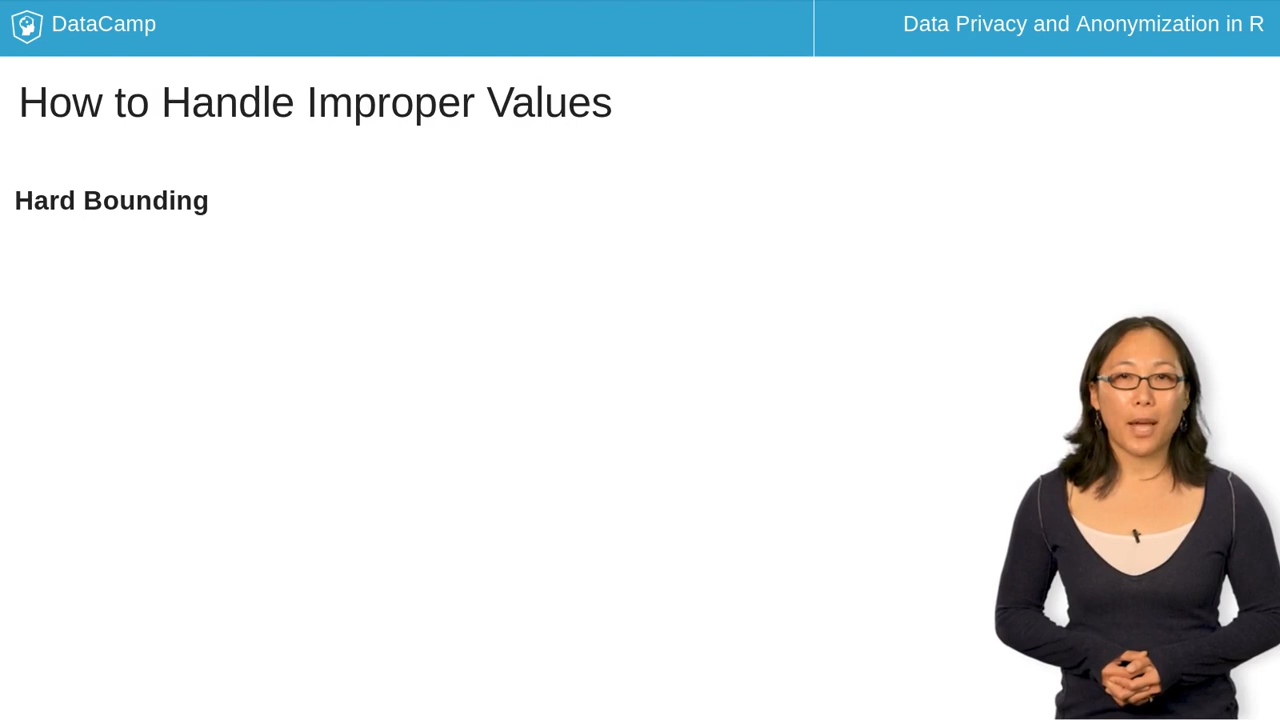 DataCamp
Data Privacy and Anonymization in R
How to Handle Improper Values
Hard Bounding